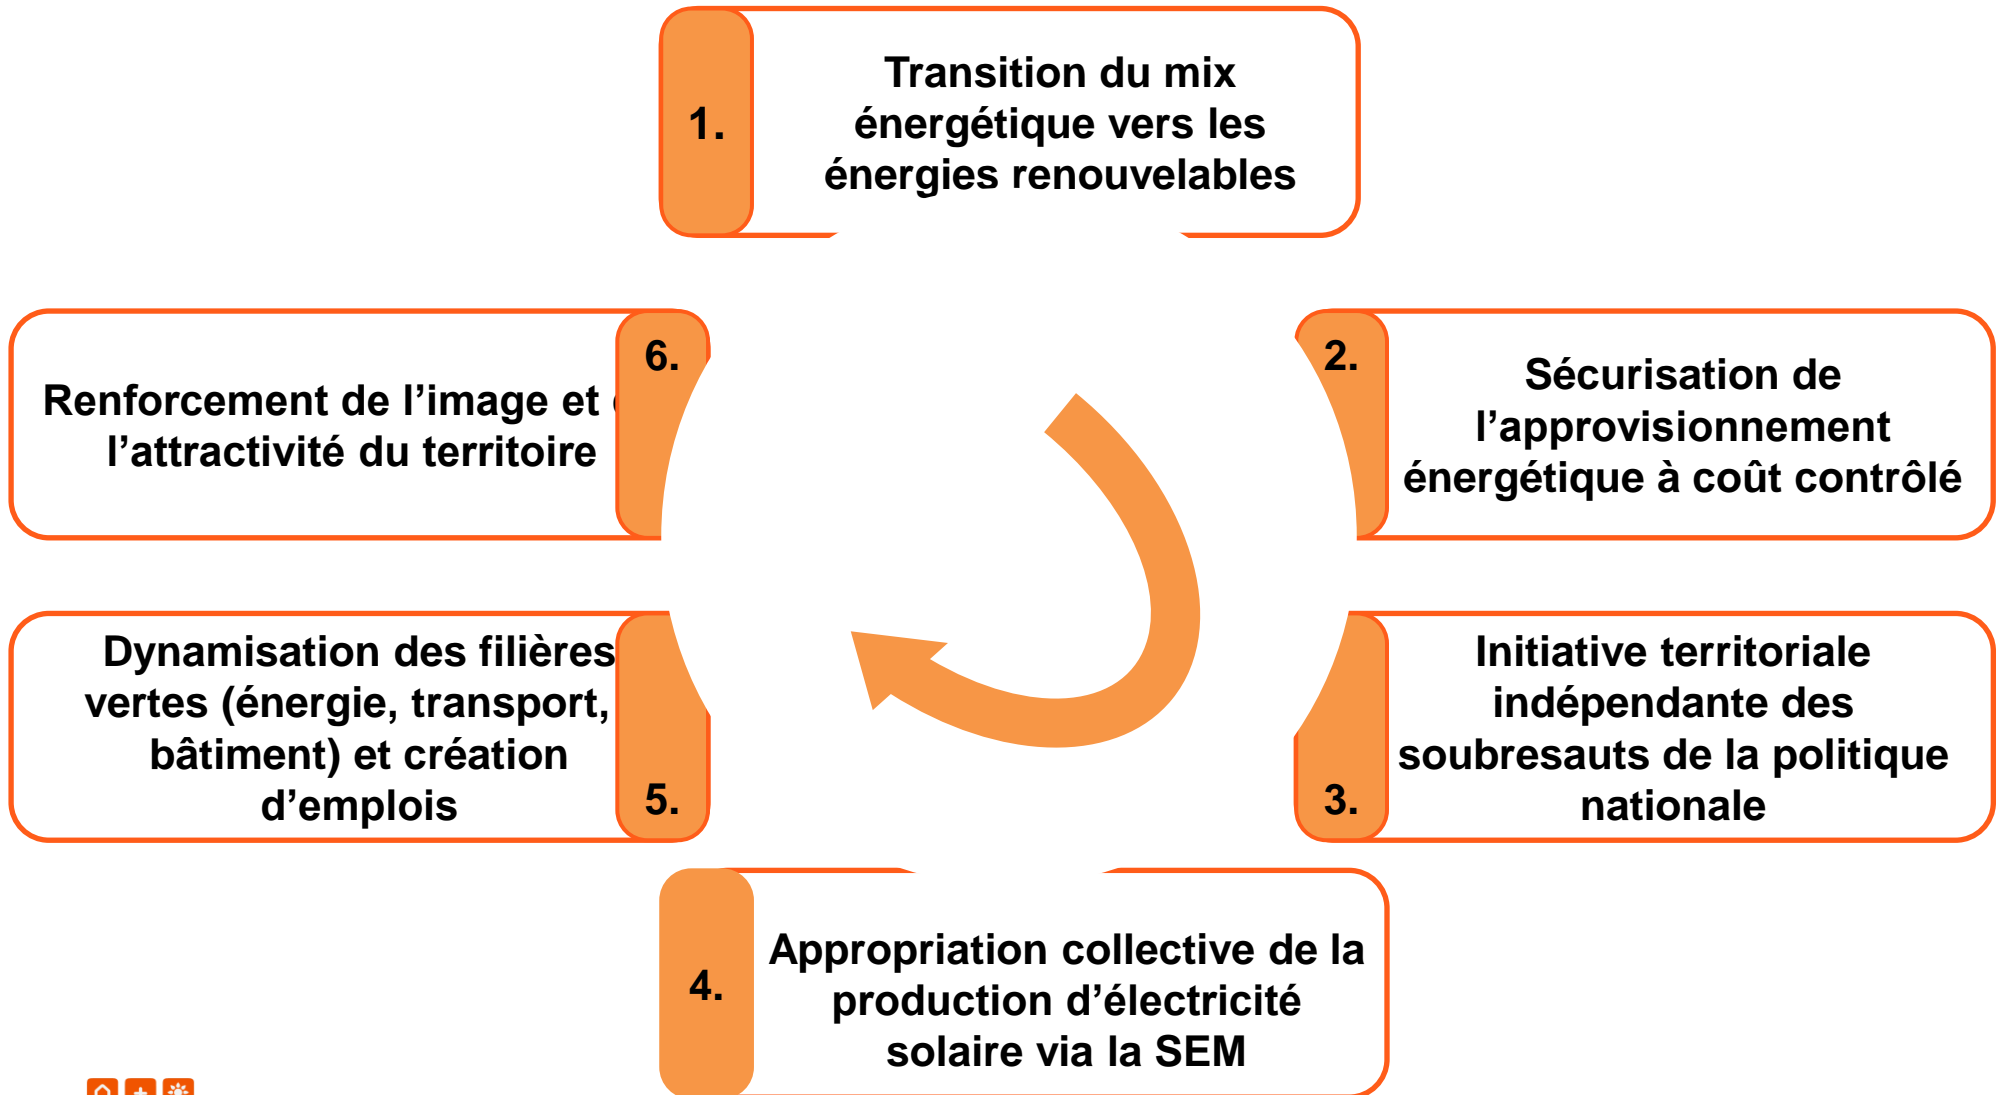 1.
Transition du mix
énergétique vers les
énergies renouvelables
2.
Sécurisation de
l’approvisionnement
énergétique à coût contrôlé
3.
Initiative territoriale
indépendante des
soubresauts de la politique
nationale
4.
Appropriation collective de la
production d’électricité
solaire via la SEM
5.
Dynamisation des filières
vertes (énergie, transport,
bâtiment) et création
d’emplois
6.
Renforcement de l’image et
l’attractivité du territoire